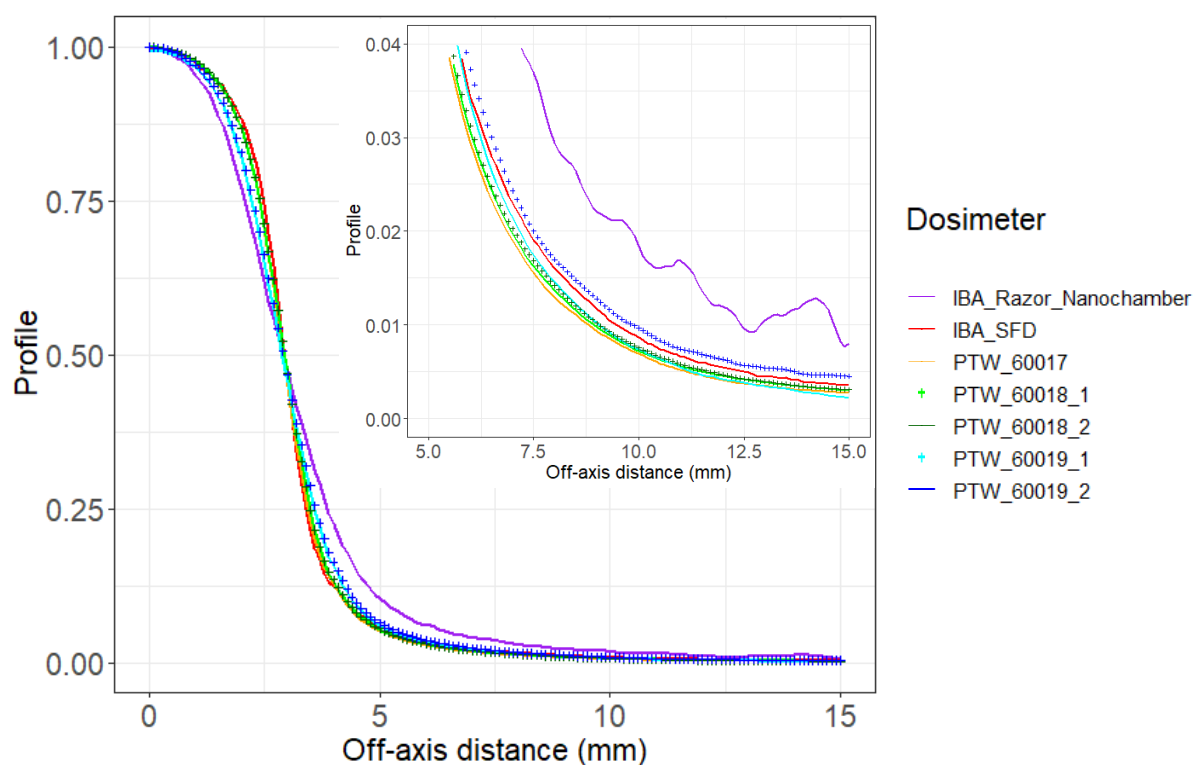 1.00
0.75
0.50
0.25
0.00
Profile
0 5 10 15
Off-axis distance (mm)
0.04
0.03
0.02
0.01
0.00
Profile
5.0 7.5 10.0 12.5 15.0
Off-axis distance (mm)
Dosimeter
IBA_Razor_Nanochamber
IBA_SFD
PTW_60017
PTW_60018_1
PTW_60018_2
PTW_60019_1
PTW_60019_2